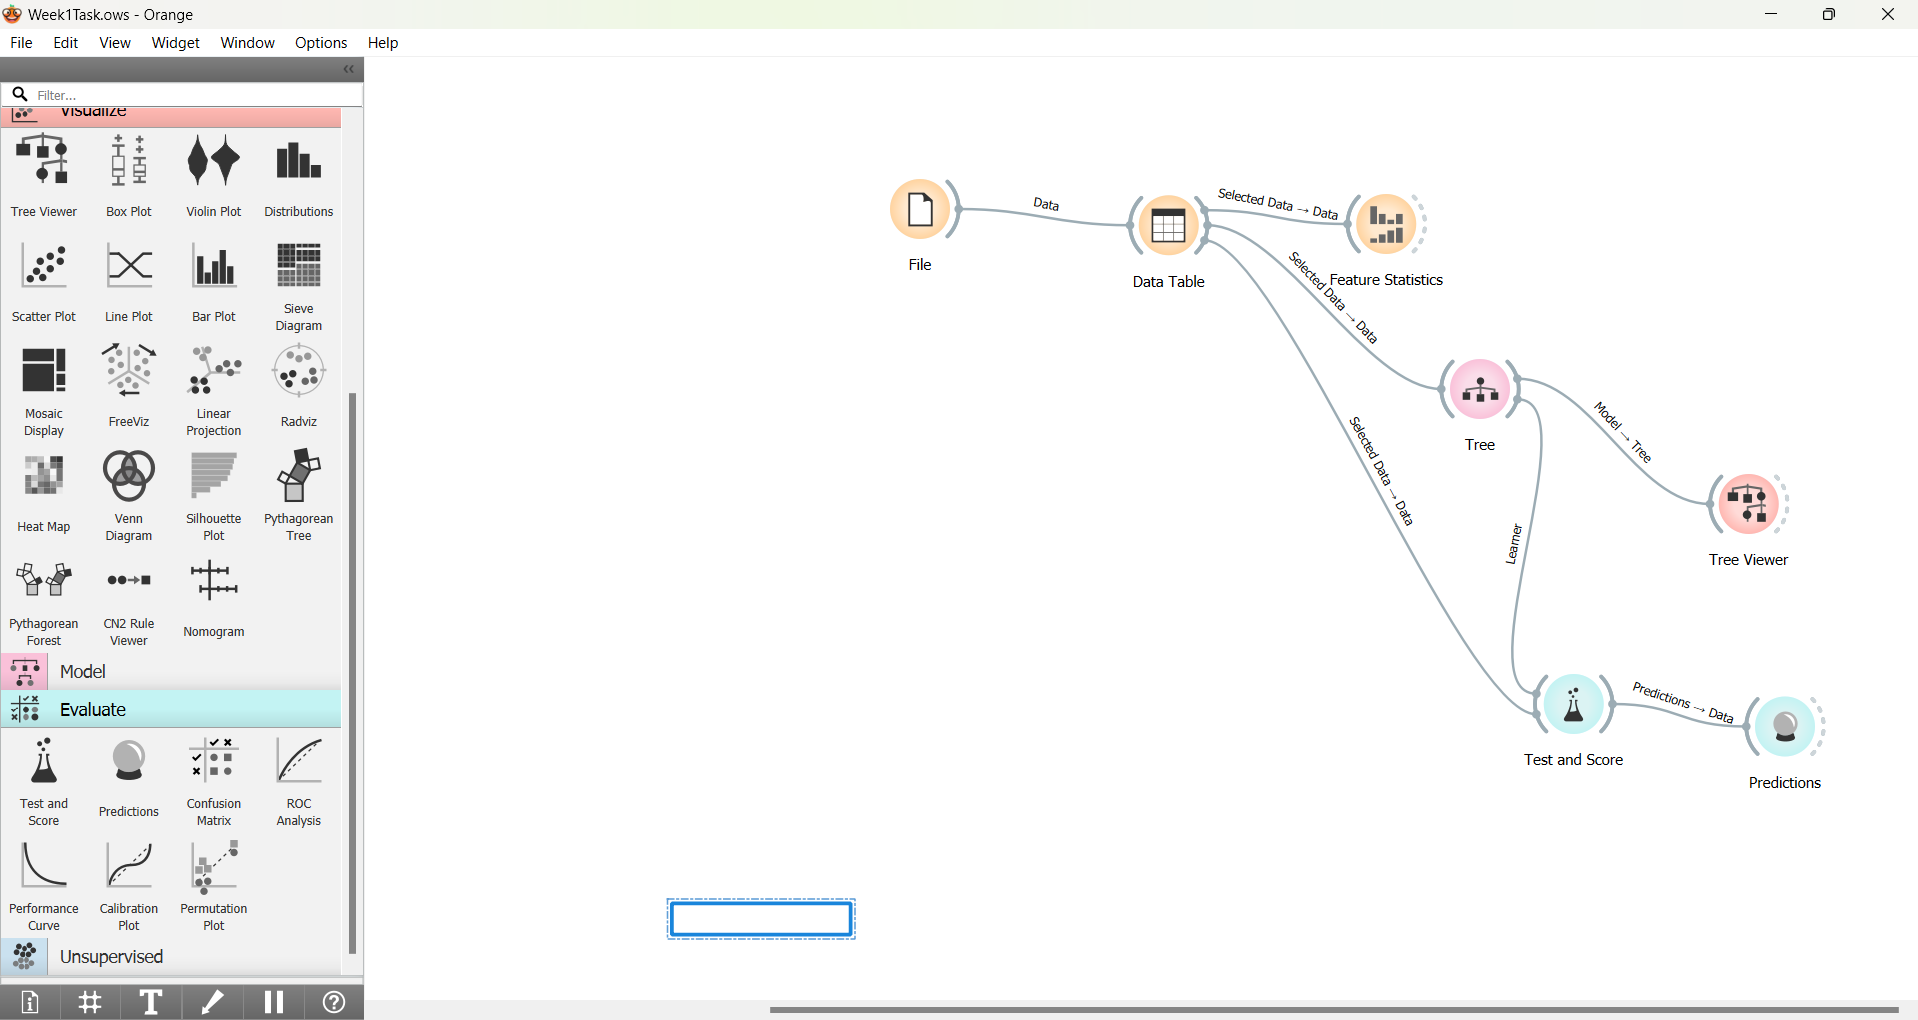 Week1Task.ows - Orange
File Edit View Widget Window Options Help
Filter...
Visualize
Tree Viewer Box Plot Violin Plot Distributions
Scatter Plot Line Plot Bar Plot Sieve Diagram
Mosaic Display FreeViz Linear Projection Radviz
Heat Map Venn Diagram Silhouette Plot Pythagorean Tree
Pythagorean Forest CN2 Rule Viewer Nomogram
Model
Evaluate
Test and Score Predictions Confusion Matrix ROC Analysis
Performance Curve Calibration Plot Permutation Plot
Unsupervised
File
Data
Data Table
Selected Data → Data
Feature Statistics
Selected Data → Data
Tree
Model → Tree
Tree Viewer
Selected Data → Data
Learner
Test and Score
Predictions → Data
Predictions